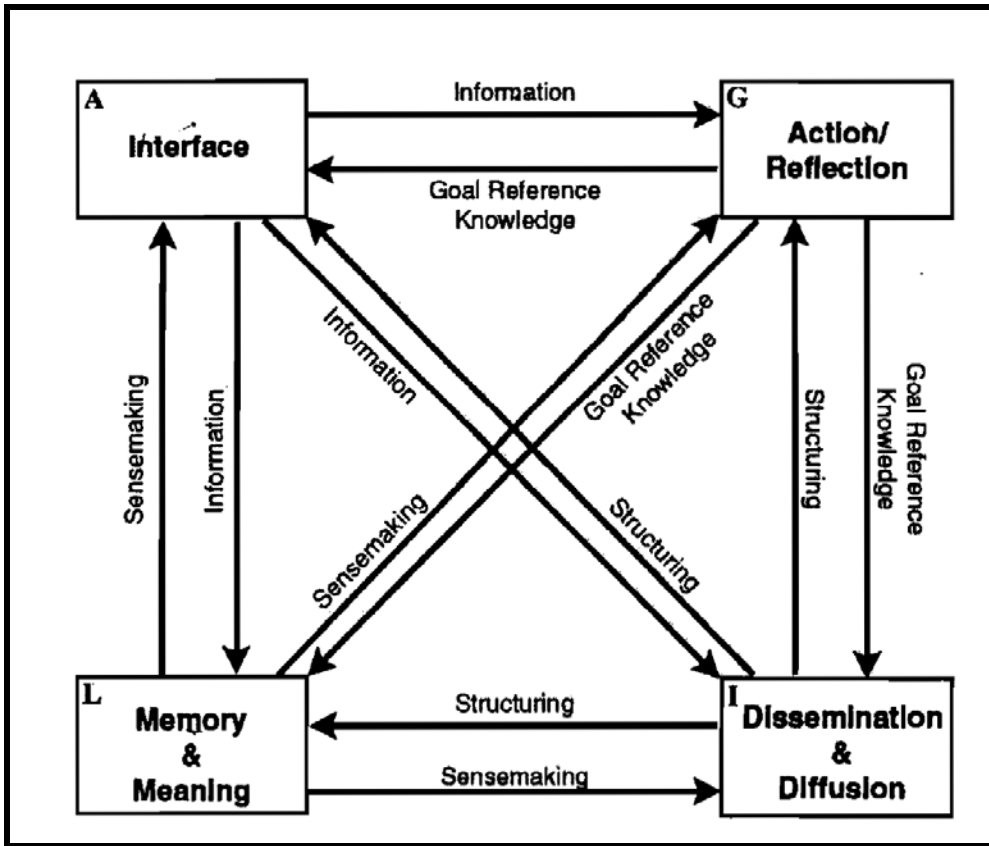 A
Interface
Information
G
Action/
Reflection
Goal Reference
Knowledge
Information
Goal Reference
Knowledge
Sensemaking
Information
Structuring
Goal Reference
Knowledge
Sensemaking
Structuring
L
Memory
&
Meaning
Structuring
Sensemaking
I
Dissemination
&
Diffusion